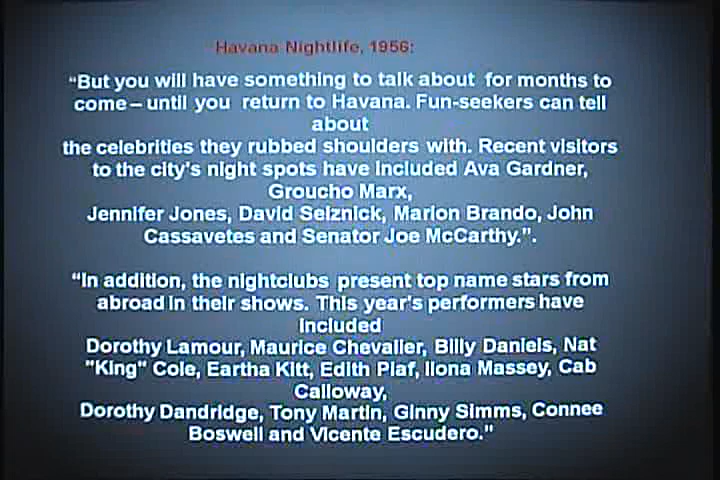 Havana Nightlife, 1956:
"But you will have something to talk about for months to
come – until you return to Havana. Fun-seekers can tell
about
the celebrities they rubbed shoulders with. Recent visitors
to the city's night spots have included Ava Gardner,
Groucho Marx,
Jennifer Jones, David Selznick, Marlon Brando, John
Cassavetes and Senator Joe McCarthy.".
"In addition, the nightclubs present top name stars from
abroad in their shows. This year's performers have
included
Dorothy Lamour, Maurice Chevalier, Billy Daniels, Nat
"King" Cole, Eartha Kitt, Edith Piaf, Ilona Massey, Cab
Calloway,
Dorothy Dandridge, Tony Martin, Ginny Simms, Connee
Boswell and Vicente Escudero."